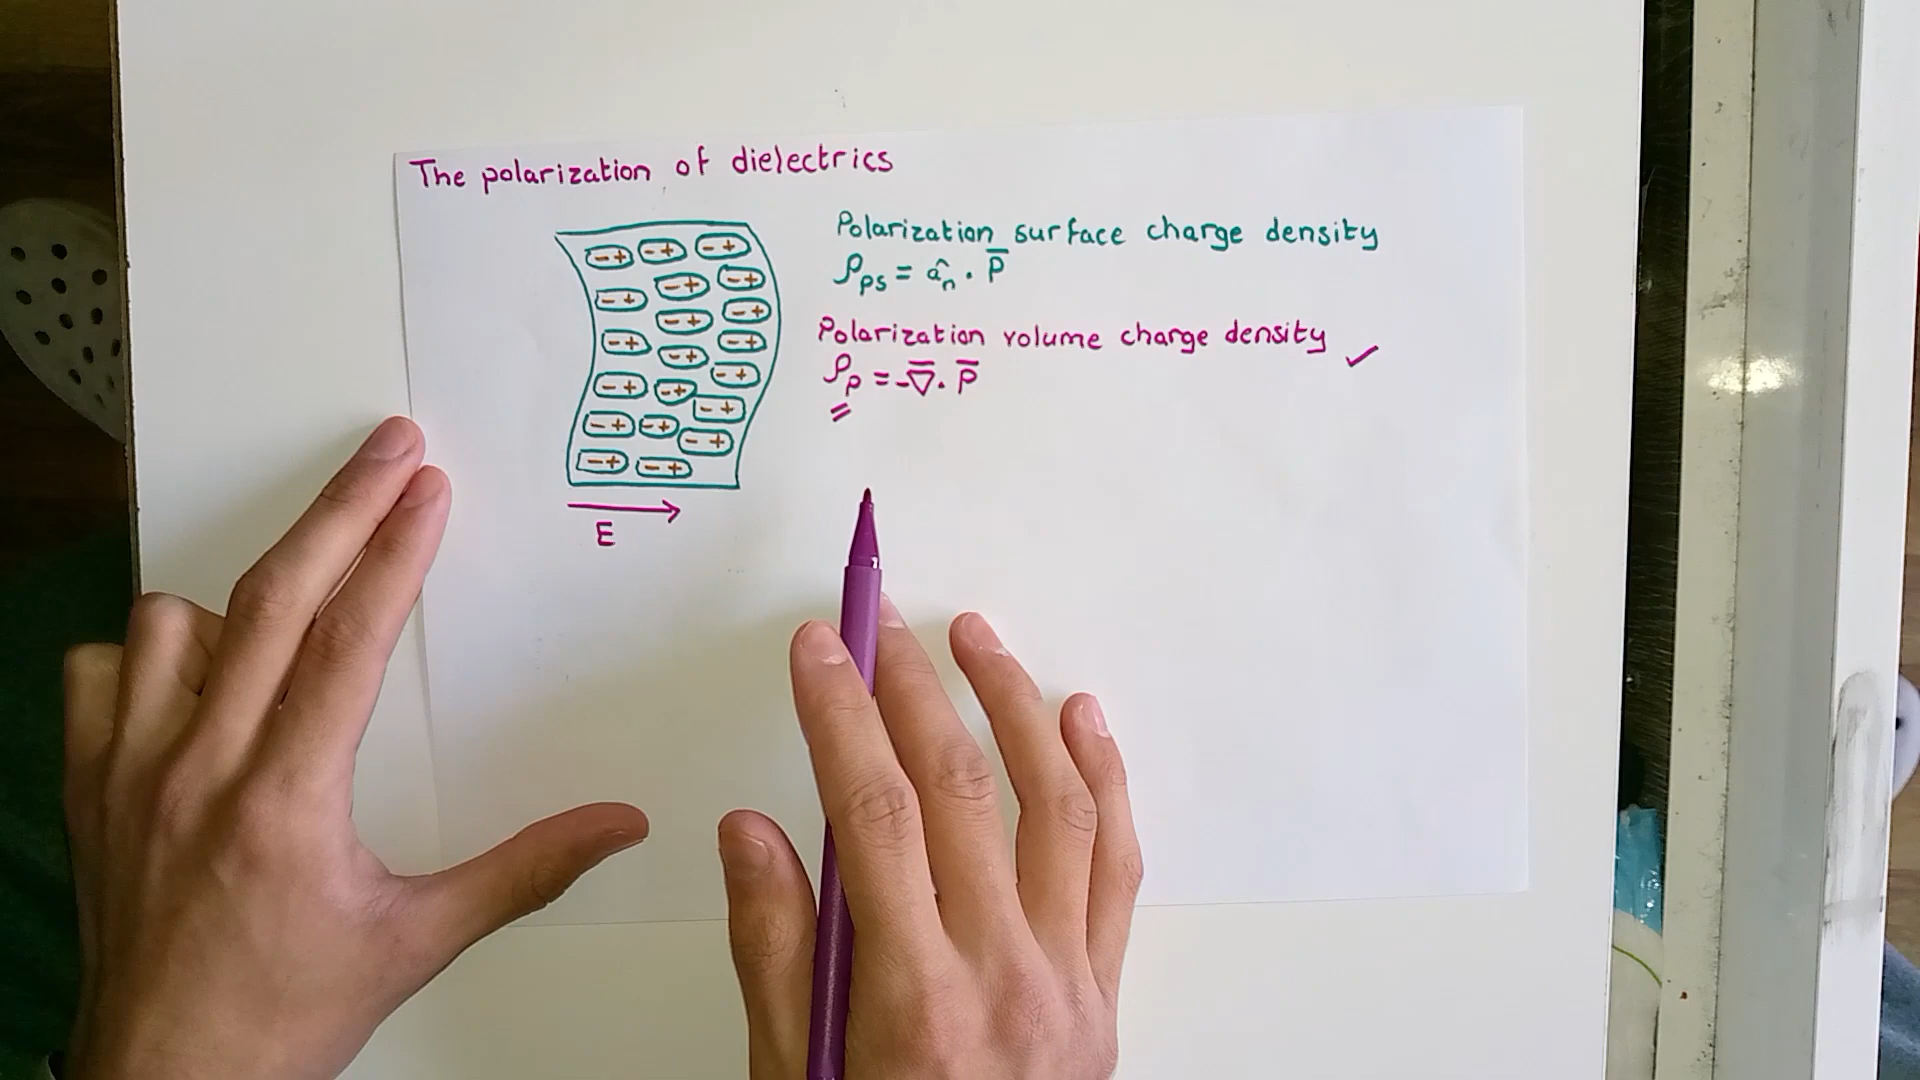 The polarization of dielectrics
Polarization surface charge density
ρps = âₙ · P̅
Polarization volume charge density ✓
ρp = -∇̅ · P̅
- + - + - +
- + - +
- + - +
- + - +
- + - +
- + - +
- + - +
- + - +
- + - +
E